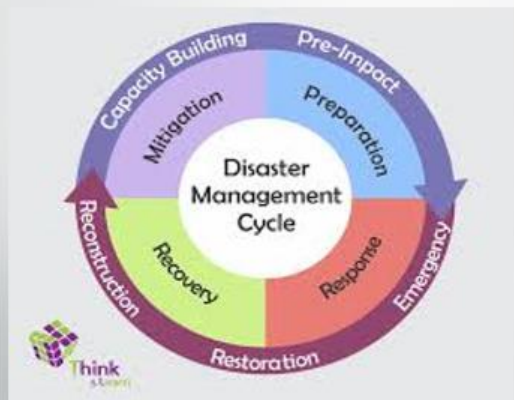 Capacity Building
Pre-Impact
Mitigation
Preparation
Disaster
Management
Cycle
Reconstruction
Recovery
Response
Emergency
Restoration
Think